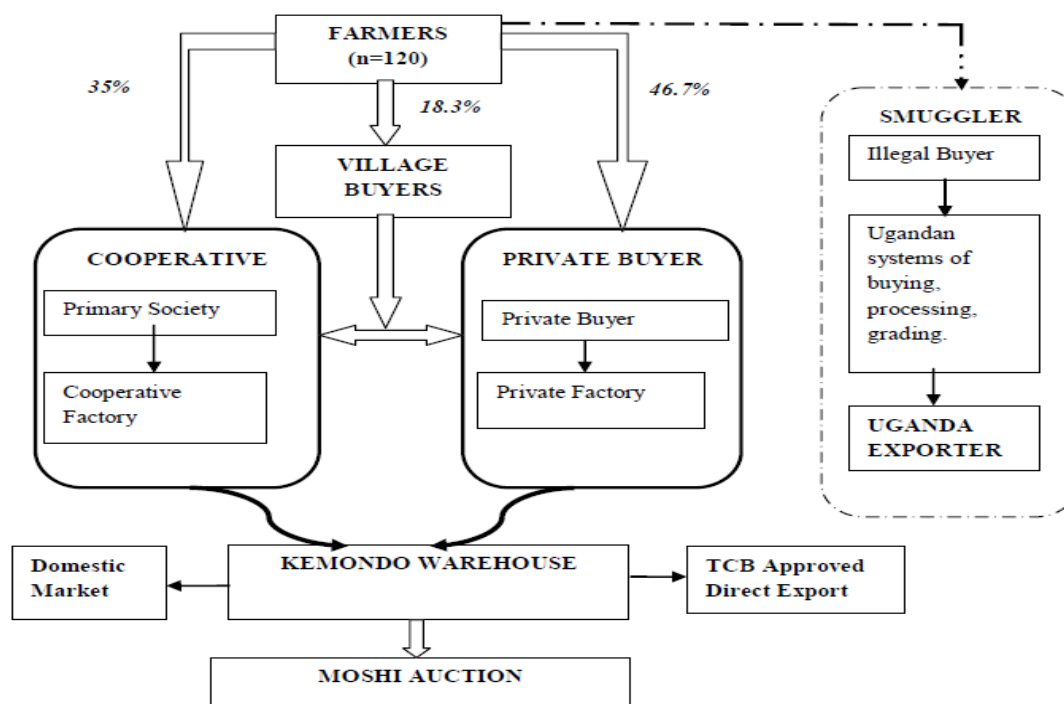 FARMERS
(n=120)
35%
18.3%
46.7%
VILLAGE
BUYERS
COOPERATIVE
Primary Society
Cooperative
Factory
PRIVATE BUYER
Private Buyer
Private Factory
SMUGGLER
Illegal Buyer
Ugandan
systems of
buying,
processing,
grading.
UGANDA
EXPORTER
Domestic
Market
KEMONDO WAREHOUSE
TCB Approved
Direct Export
MOSHI AUCTION